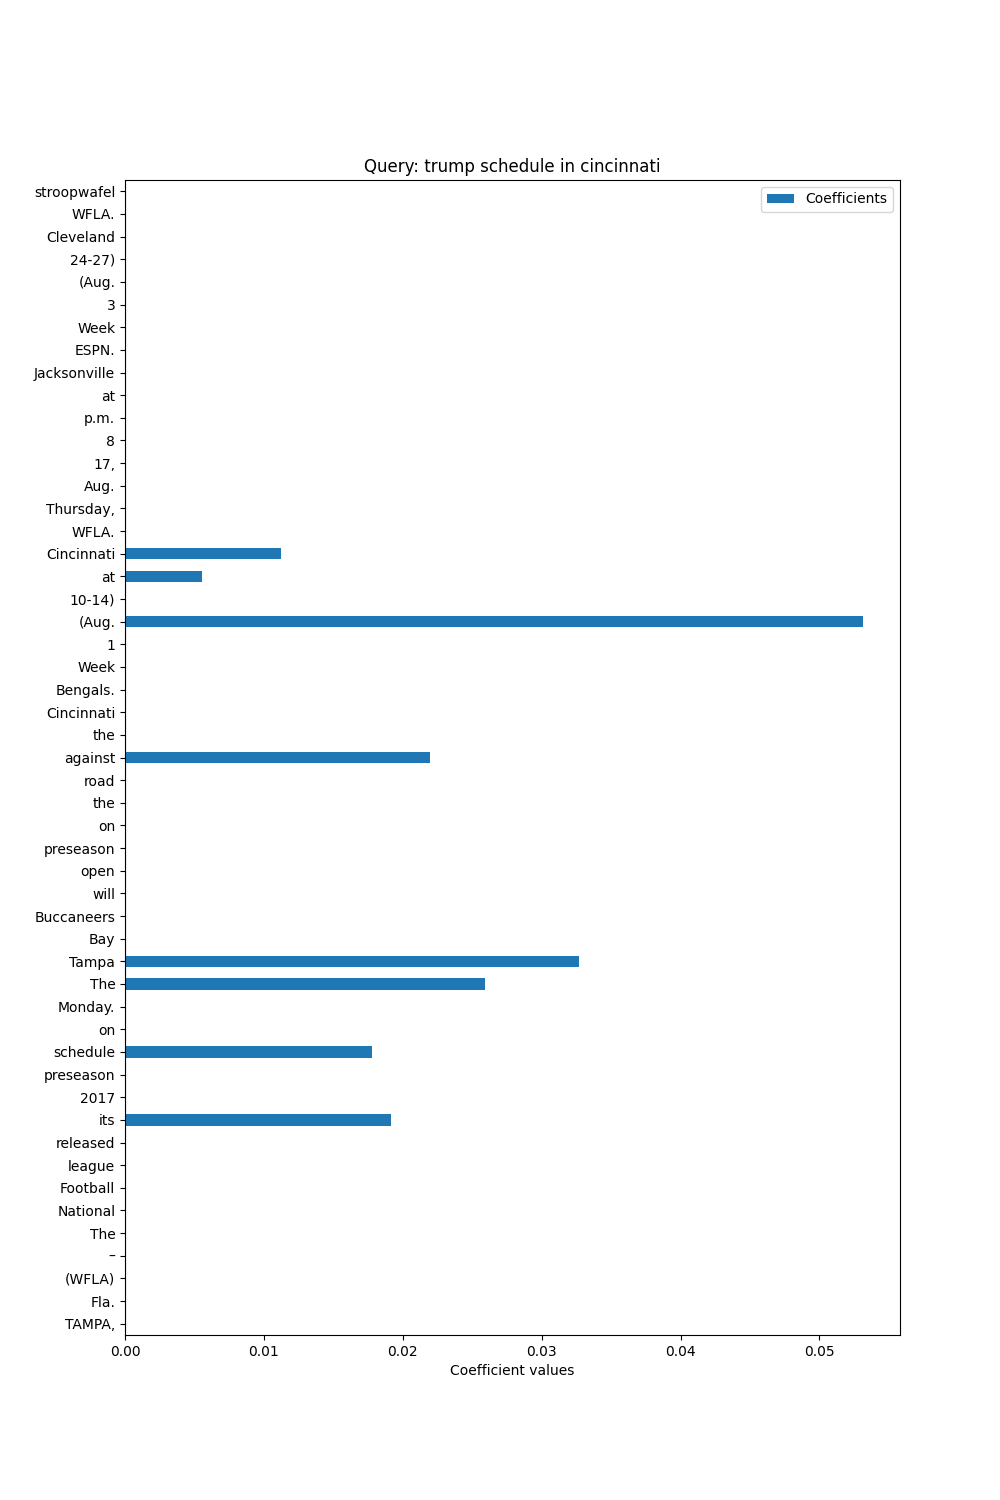 Query: trump schedule in cincinnati
Coefficients
stroopwafel
WFLA.
Cleveland
24-27)
(Aug.
3
Week
ESPN.
Jacksonville
at
p.m.
8
17,
Aug.
Thursday,
WFLA.
Cincinnati
at
10-14)
(Aug.
1
Week
Bengals.
Cincinnati
the
against
road
the
on
preseason
open
will
Buccaneers
Bay
Tampa
The
Monday.
on
schedule
preseason
2017
its
released
league
Football
National
The
–
(WFLA)
Fla.
TAMPA,
0.00 0.01 0.02 0.03 0.04 0.05
Coefficient values